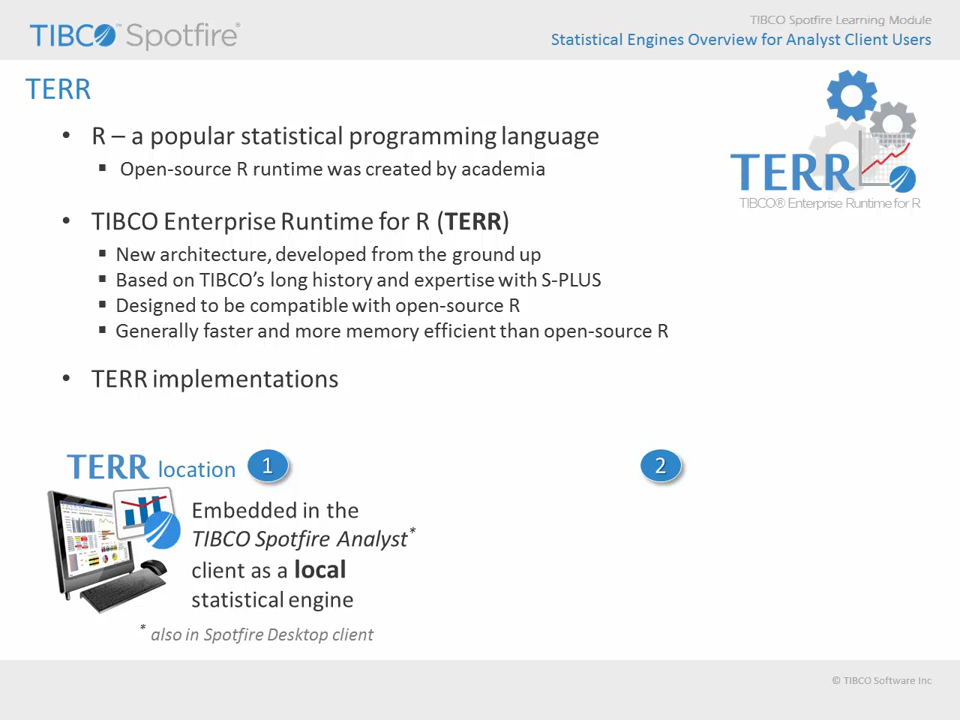 TIBCO™ Spotfire®
TIBCO Spotfire Learning Module
Statistical Engines Overview for Analyst Client Users
TERR
• R – a popular statistical programming language
▪ Open-source R runtime was created by academia
TERR
TIBCO® Enterprise Runtime for R
• TIBCO Enterprise Runtime for R (TERR)
▪ New architecture, developed from the ground up
▪ Based on TIBCO's long history and expertise with S-PLUS
▪ Designed to be compatible with open-source R
▪ Generally faster and more memory efficient than open-source R
• TERR implementations
TERR location 1
2
Embedded in the
TIBCO Spotfire Analyst*
client as a local
statistical engine
* also in Spotfire Desktop client
© TIBCO Software Inc